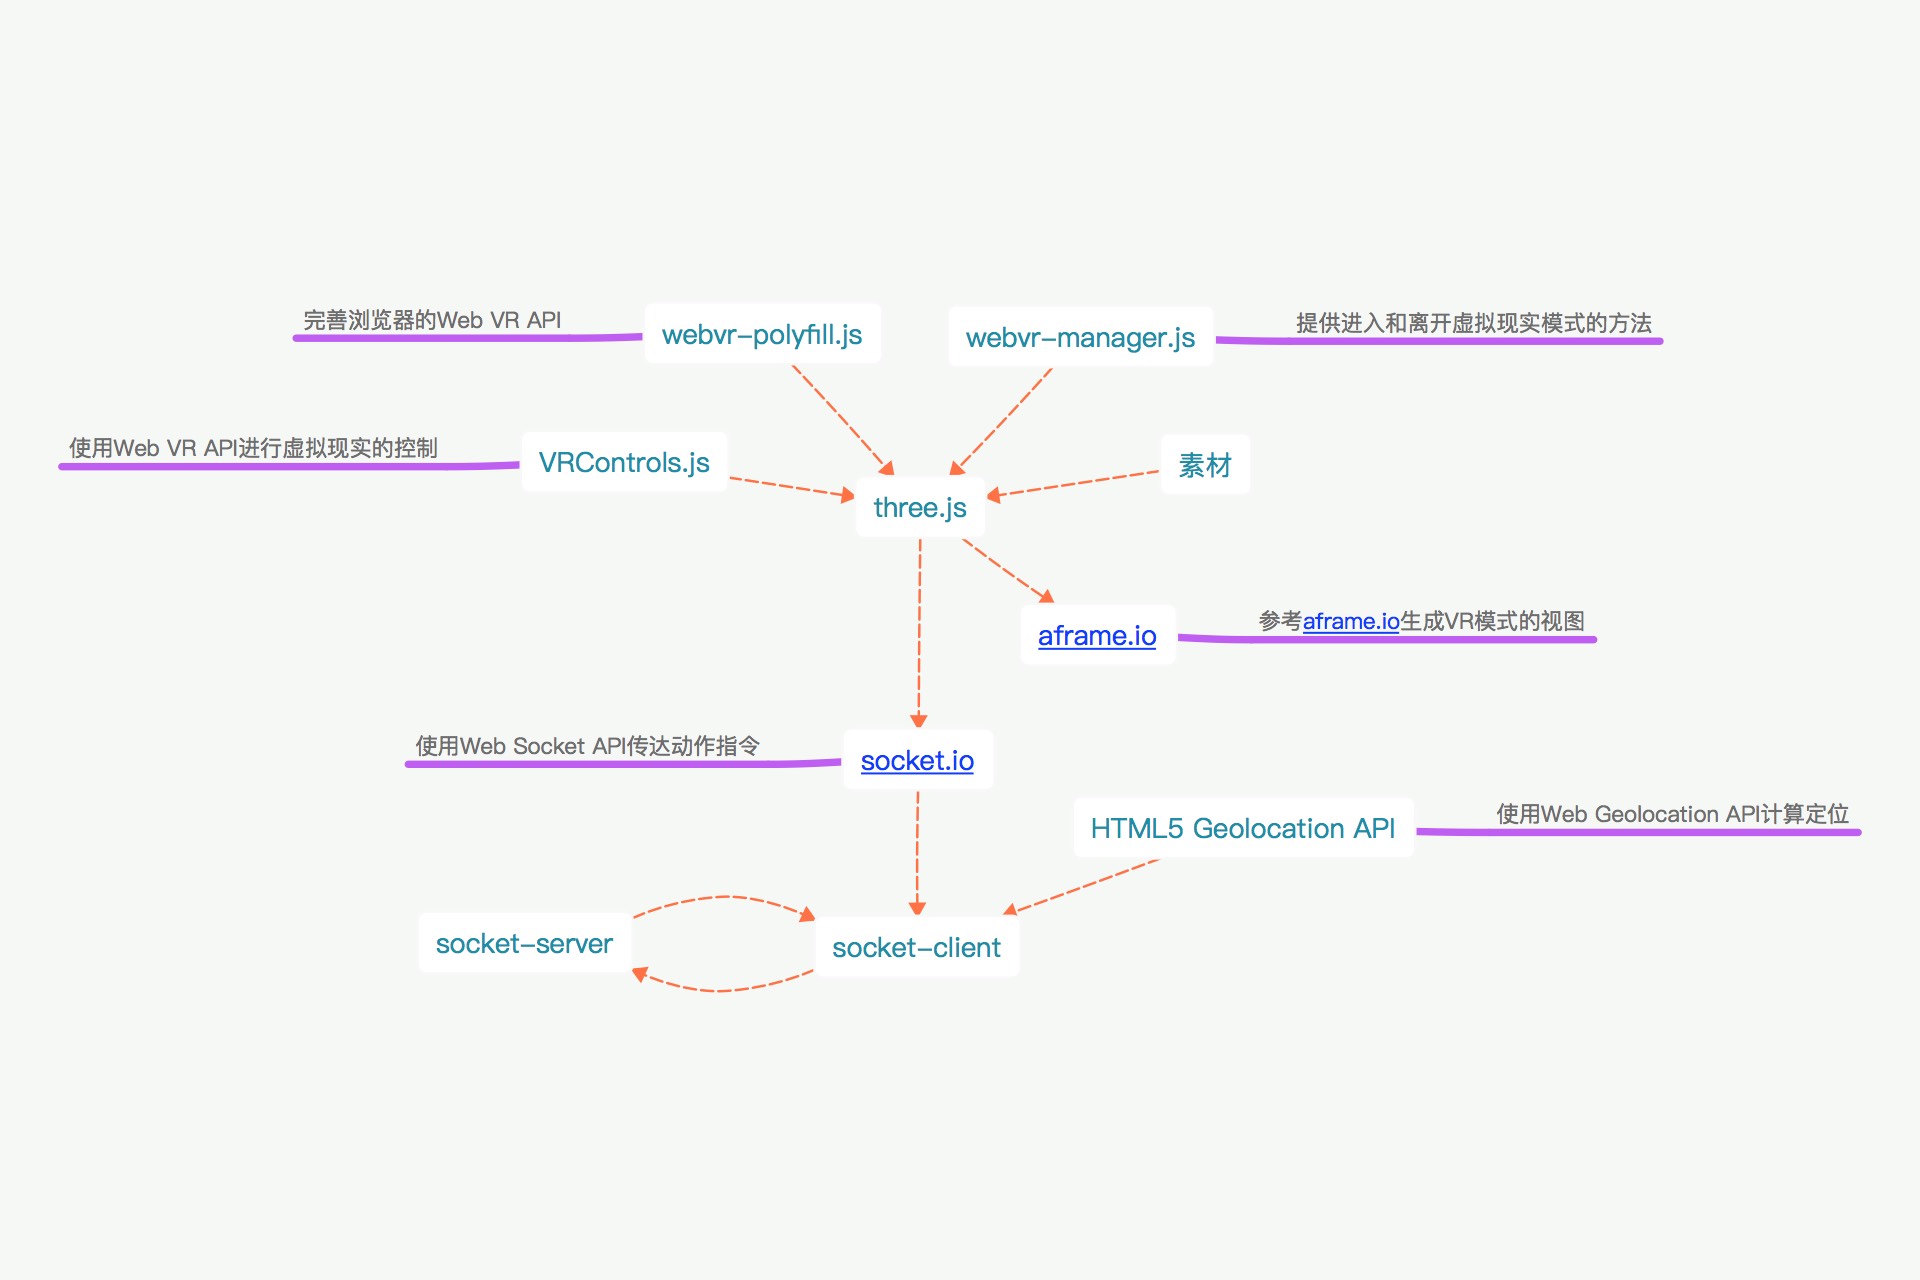 完善浏览器的Web VR API
webvr-polyfill.js
webvr-manager.js
提供进入和离开虚拟现实模式的方法
使用Web VR API进行虚拟现实的控制
VRControls.js
素材
three.js
aframe.io
参考aframe.io生成VR模式的视图
使用Web Socket API传达动作指令
socket.io
HTML5 Geolocation API
使用Web Geolocation API计算定位
socket-server
socket-client